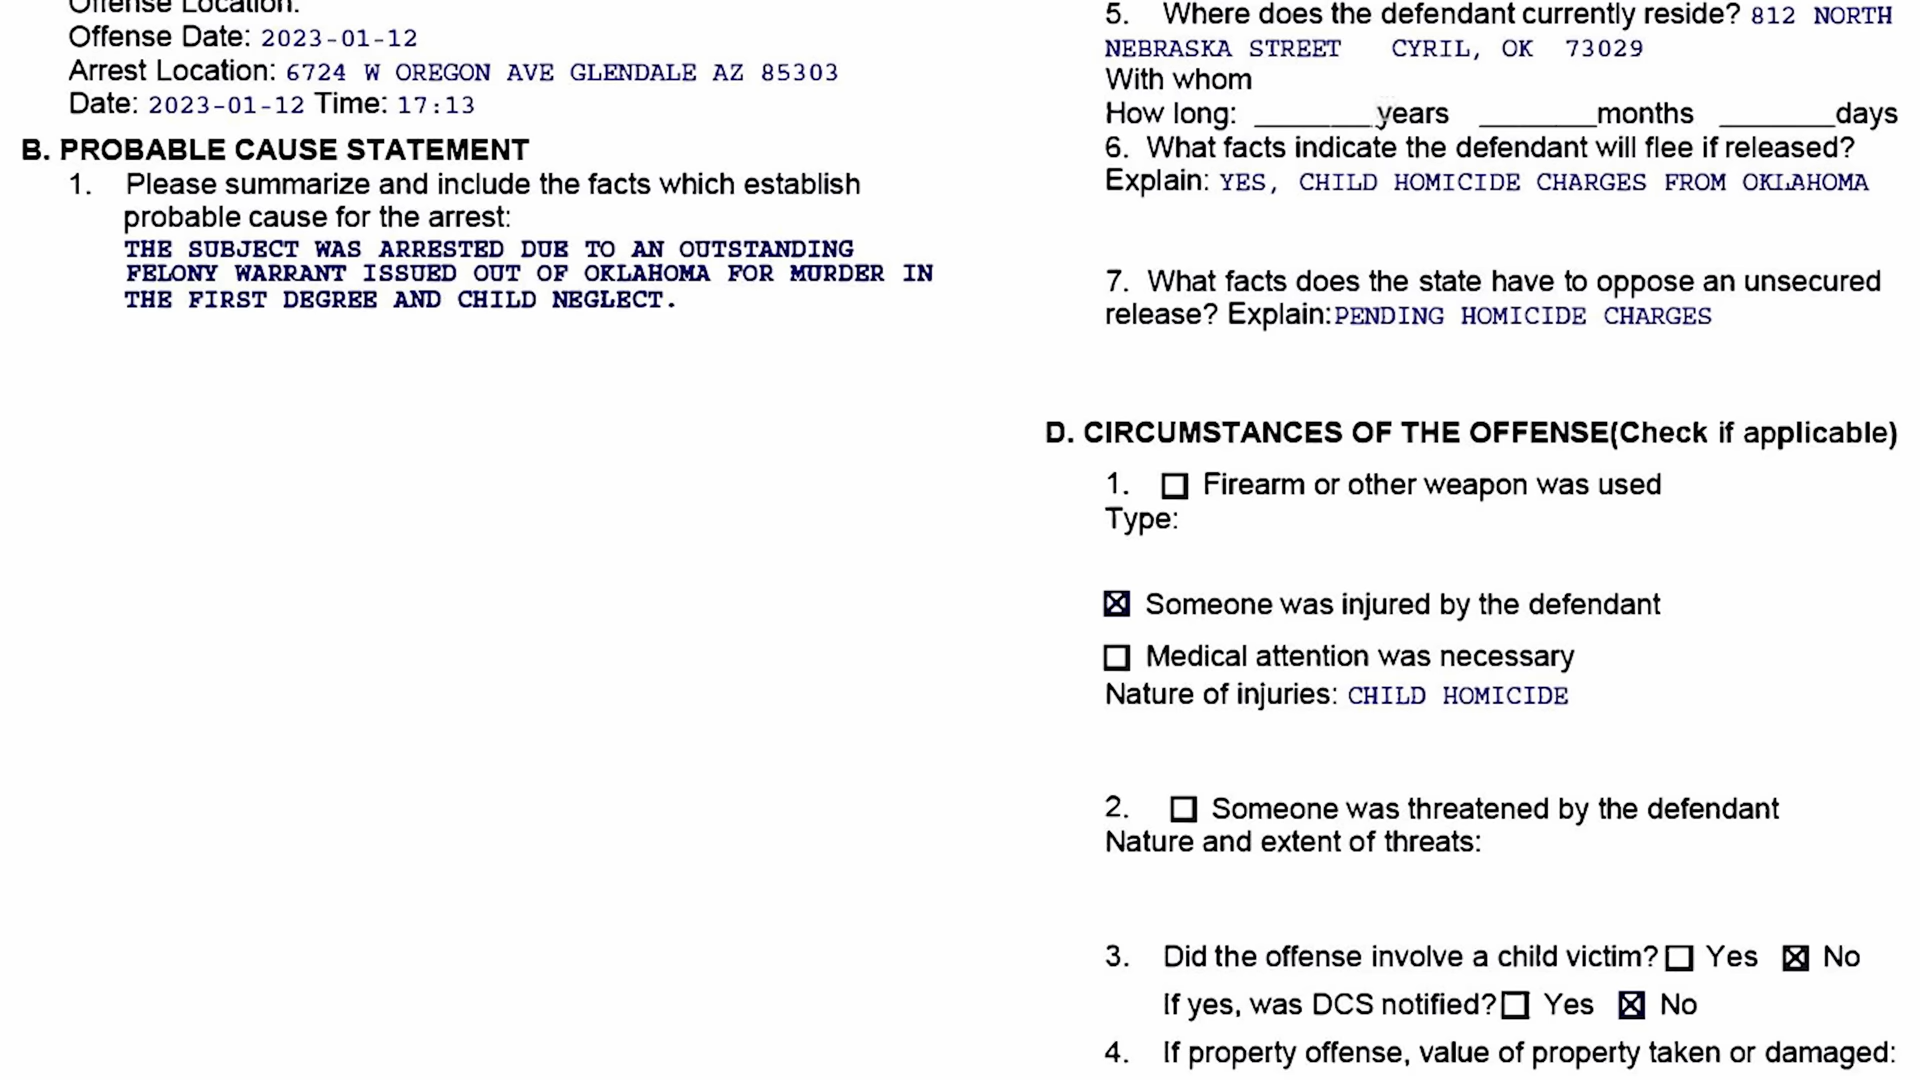 Offense Location:
Offense Date: 2023-01-12
Arrest Location: 6724 W OREGON AVE GLENDALE AZ 85303
Date: 2023-01-12 Time: 17:13
B. PROBABLE CAUSE STATEMENT
1. Please summarize and include the facts which establish
probable cause for the arrest:
THE SUBJECT WAS ARRESTED DUE TO AN OUTSTANDING
FELONY WARRANT ISSUED OUT OF OKLAHOMA FOR MURDER IN
THE FIRST DEGREE AND CHILD NEGLECT.
5. Where does the defendant currently reside? 812 NORTH
NEBRASKA STREET CYRIL, OK 73029
With whom
How long: ________years ________months ________days
6. What facts indicate the defendant will flee if released?
Explain: YES, CHILD HOMICIDE CHARGES FROM OKLAHOMA
7. What facts does the state have to oppose an unsecured
release? Explain:PENDING HOMICIDE CHARGES
D. CIRCUMSTANCES OF THE OFFENSE(Check if applicable)
1. ☐ Firearm or other weapon was used
Type:
☒ Someone was injured by the defendant
☐ Medical attention was necessary
Nature of injuries: CHILD HOMICIDE
2. ☐ Someone was threatened by the defendant
Nature and extent of threats:
3. Did the offense involve a child victim? ☐ Yes ☒ No
If yes, was DCS notified? ☐ Yes ☒ No
4. If property offense, value of property taken or damaged: